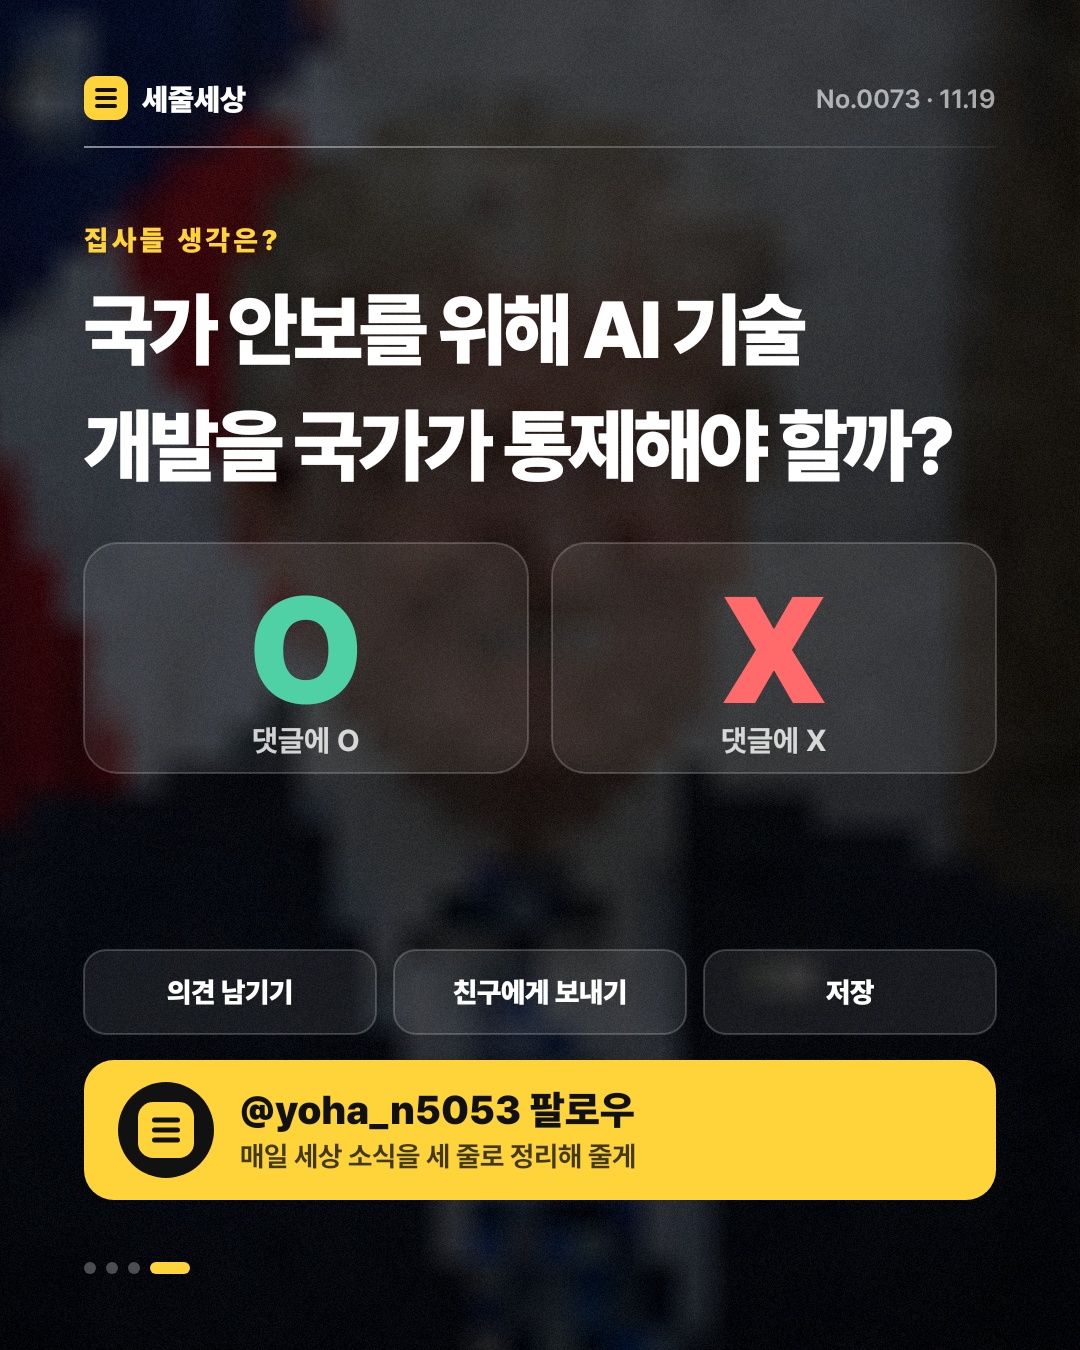 세줄세상
No.0073 · 11.19
집사들 생각은?
국가 안보를 위해 AI 기술
개발을 국가가 통제해야 할까?
O
댓글에 O
X
댓글에 X
의견 남기기
친구에게 보내기
저장
@yoha_n5053 팔로우
매일 세상 소식을 세 줄로 정리해 줄게